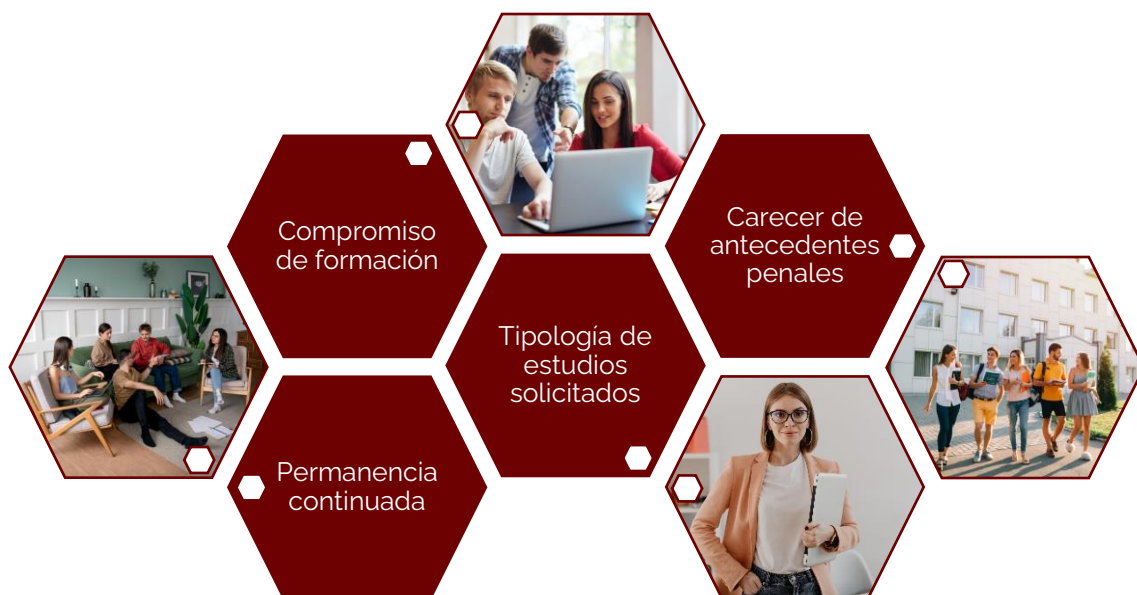 Compromiso
de formación
Carecer de
antecedentes
penales
Tipología de
estudios
solicitados
Permanencia
continuada